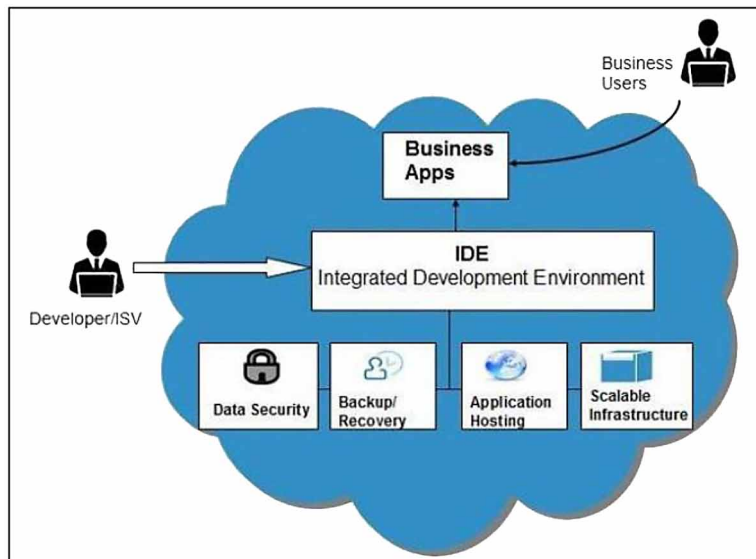 Business
Users
Business
Apps
IDE
Integrated Development Environment
Developer/ISV
Data Security
Backup/
Recovery
Application
Hosting
Scalable
Infrastructure